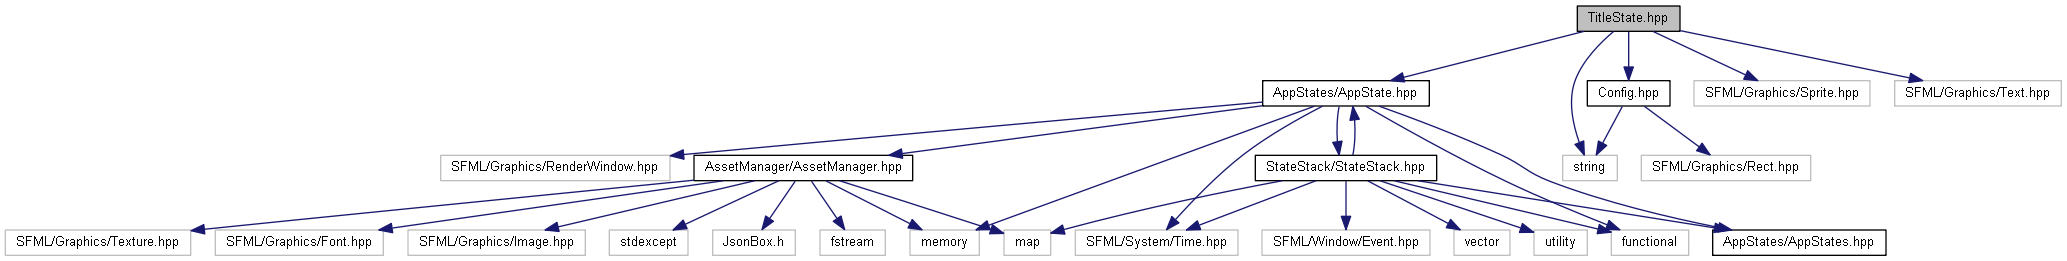 TitleState.hpp
AppStates/AppState.hpp
Config.hpp
SFML/Graphics/Sprite.hpp
SFML/Graphics/Text.hpp
SFML/Graphics/RenderWindow.hpp
AssetManager/AssetManager.hpp
StateStack/StateStack.hpp
string
SFML/Graphics/Rect.hpp
SFML/Graphics/Texture.hpp
SFML/Graphics/Font.hpp
SFML/Graphics/Image.hpp
stdexcept
JsonBox.h
fstream
memory
map
SFML/System/Time.hpp
SFML/Window/Event.hpp
vector
utility
functional
AppStates/AppStates.hpp